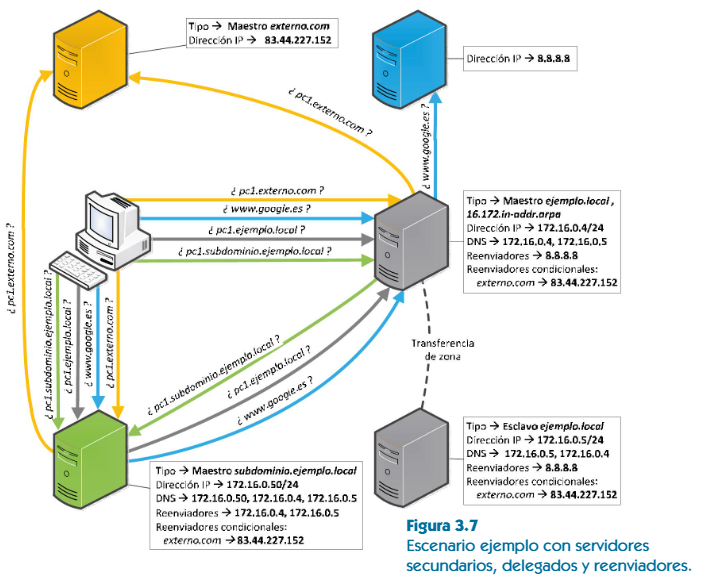 Tipo → Maestro externo.com
Dirección IP → 83.44.227.152
Dirección IP → 8.8.8.8
¿ pc1.externo.com ?
¿ www.google.es ?
¿ pc1.externo.com ?
¿ pc1.externo.com ?
¿ www.google.es ?
¿ pc1.ejemplo.local ?
¿ pc1.subdominio.ejemplo.local ?
Tipo → Maestro ejemplo.local ,
16.172.in-addr.arpa
Dirección IP → 172.16.0.4/24
DNS → 172.16.0.4, 172.16.0.5
Reenviadores → 8.8.8.8
Reenviadores condicionales:
externo.com → 83.44.227.152
¿ pc1.subdominio.ejemplo.local ?
¿ pc1.ejemplo.local ?
¿ www.google.es ?
¿ pc1.externo.com ?
¿ pc1.subdominio.ejemplo.local ?
¿ pc1.ejemplo.local ?
¿ www.google.es ?
Transferencia
de zona
Tipo → Esclavo ejemplo.local
Dirección IP → 172.16.0.5/24
DNS → 172.16.0.5, 172.16.0.4
Reenviadores → 8.8.8.8
Reenviadores condicionales:
externo.com → 83.44.227.152
Tipo → Maestro subdominio.ejemplo.local
Dirección IP → 172.16.0.50/24
DNS → 172.16.0.50, 172.16.0.4, 172.16.0.5
Reenviadores → 172.16.0.4, 172.16.0.5
Reenviadores condicionales:
externo.com → 83.44.227.152
Figura 3.7
Escenario ejemplo con servidores
secundarios, delegados y reenviadores.